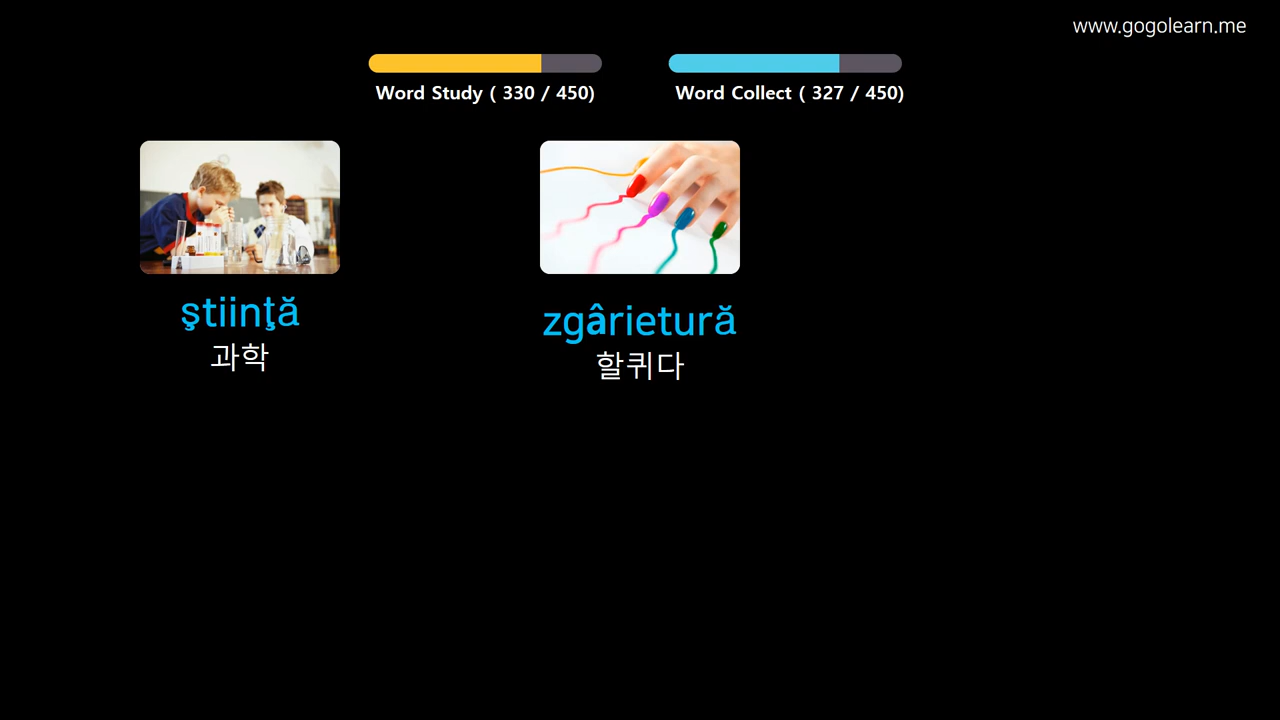 www.gogolearn.me
Word Study ( 330 / 450)
Word Collect ( 327 / 450)
ştiinţă
과학
zgârietură
할퀴다